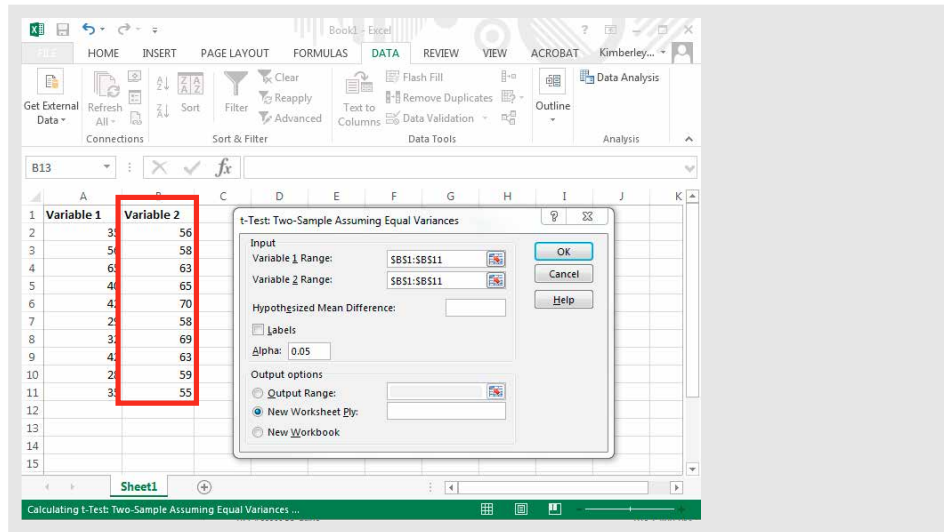 Book1 - Excel
?
FILE HOME INSERT PAGE LAYOUT FORMULAS DATA REVIEW VIEW ACROBAT Kimberley...
Get External Data
Refresh All
Sort
Filter
Clear
Reapply
Advanced
Text to Columns
Flash Fill
Remove Duplicates
Data Validation
Outline
Data Analysis
Connections
Sort & Filter
Data Tools
Analysis
B13
fx
A C D E F G H I J K
1 Variable 1 Variable 2
2 56
3 58
4 63
5 65
6 70
7 58
8 69
9 63
10 59
11 55
12
13
14
15
t-Test: Two-Sample Assuming Equal Variances
?
Input
Variable 1 Range: $B$1:$B$11
Variable 2 Range: $B$1:$B$11
Hypothesized Mean Difference:
Labels
Alpha: 0.05
Output options
Output Range:
New Worksheet Ply:
New Workbook
OK
Cancel
Help
Sheet1
Calculating t-Test: Two-Sample Assuming Equal Variances ...